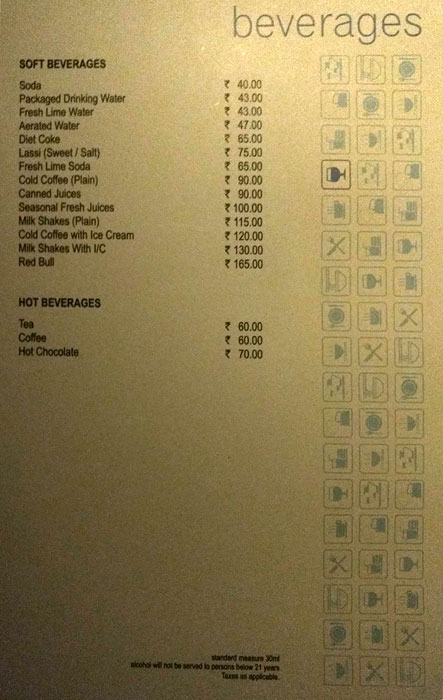 beverages
SOFT BEVERAGES
Soda ₹ 40.00
Packaged Drinking Water ₹ 43.00
Fresh Lime Water ₹ 43.00
Aerated Water ₹ 47.00
Diet Coke ₹ 65.00
Lassi (Sweet / Salt) ₹ 75.00
Fresh Lime Soda ₹ 65.00
Cold Coffee (Plain) ₹ 90.00
Canned Juices ₹ 90.00
Seasonal Fresh Juices ₹ 100.00
Milk Shakes (Plain) ₹ 115.00
Cold Coffee with Ice Cream ₹ 120.00
Milk Shakes With I/C ₹ 130.00
Red Bull ₹ 165.00
HOT BEVERAGES
Tea ₹ 60.00
Coffee ₹ 60.00
Hot Chocolate ₹ 70.00
standard measure 30ml
alcohol will not be served to persons below 21 years
Taxes as applicable.